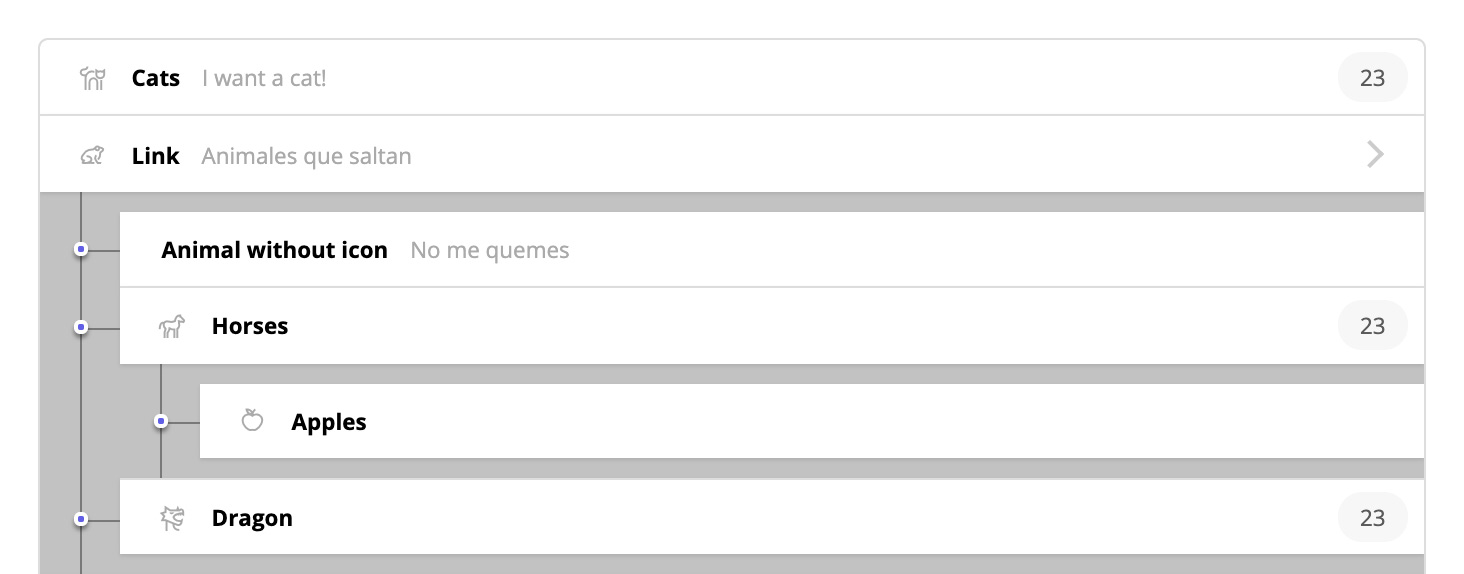 Cats I want a cat! 23
Link Animales que saltan
Animal without icon No me quemes
Horses 23
Apples
Dragon 23